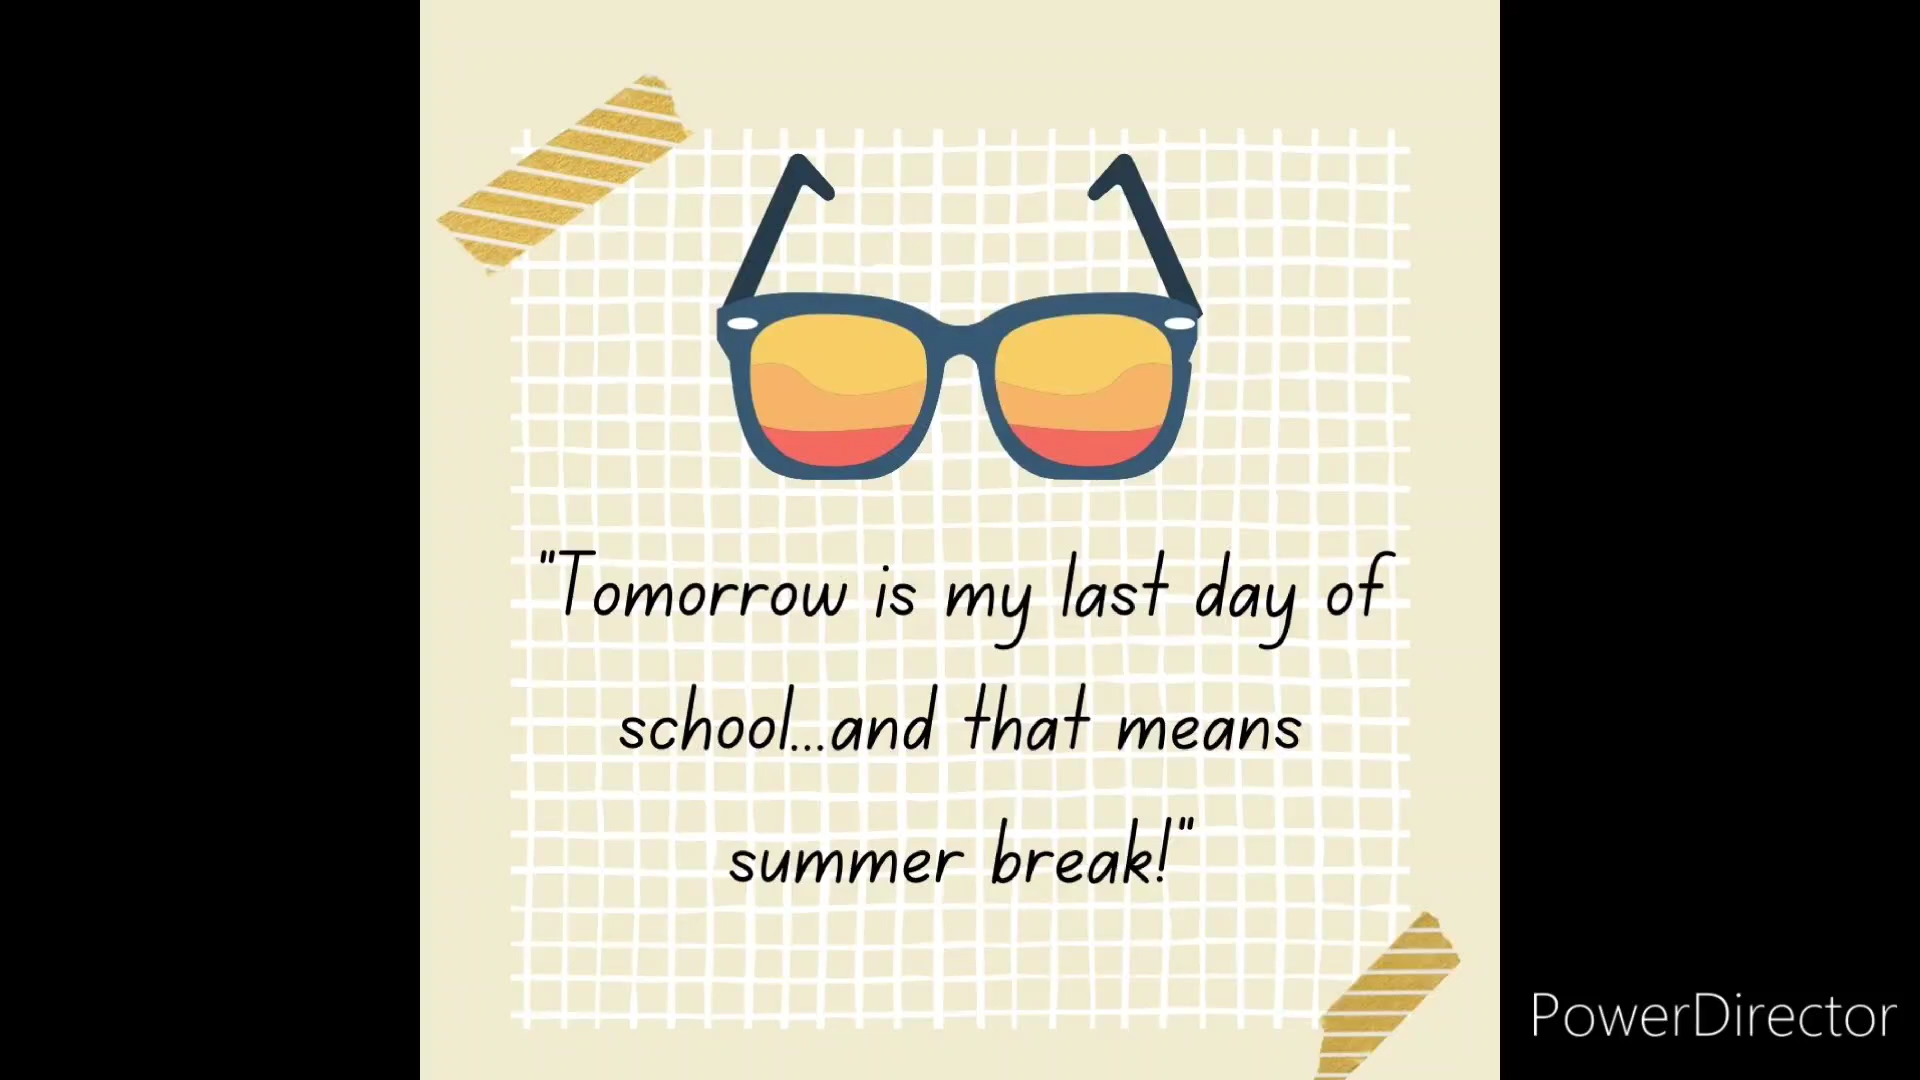 "Tomorrow is my last day of
school...and that means
summer break!"
PowerDirector